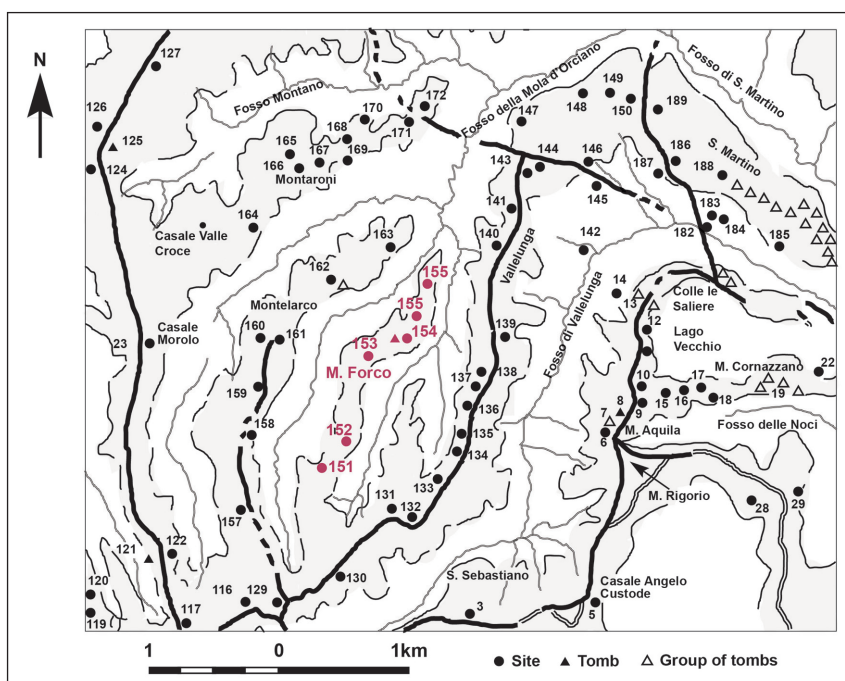 N
127
Fosso Montano
Fosso della Mola d'Orciano
Fosso di S. Martino
126
125
124
172
171
170
168
165
167
166
169
Montaroni
147
148
149
150
189
143
144
146
145
187
186
S. Martino
188
183
182
184
185
164
Casale Valle
Croce
163
162
Montelarco
141
140
Vallelunga
142
Fosso di Vallelunga
14
13
Colle le
Saliere
155
155
154
153
M. Forco
160
161
23
Casale
Morolo
139
12
Lago
Vecchio
M. Cornazzano
22
159
158
138
137
136
135
134
10
9
15
16
17
18
19
8
7
6
M. Aquila
Fosso delle Noci
152
151
M. Rigorio
133
131
132
157
28
29
122
121
120
119
117
116
129
130
S. Sebastiano
3
Casale Angelo
Custode
5
1 0 1km
Site
Tomb
Group of tombs